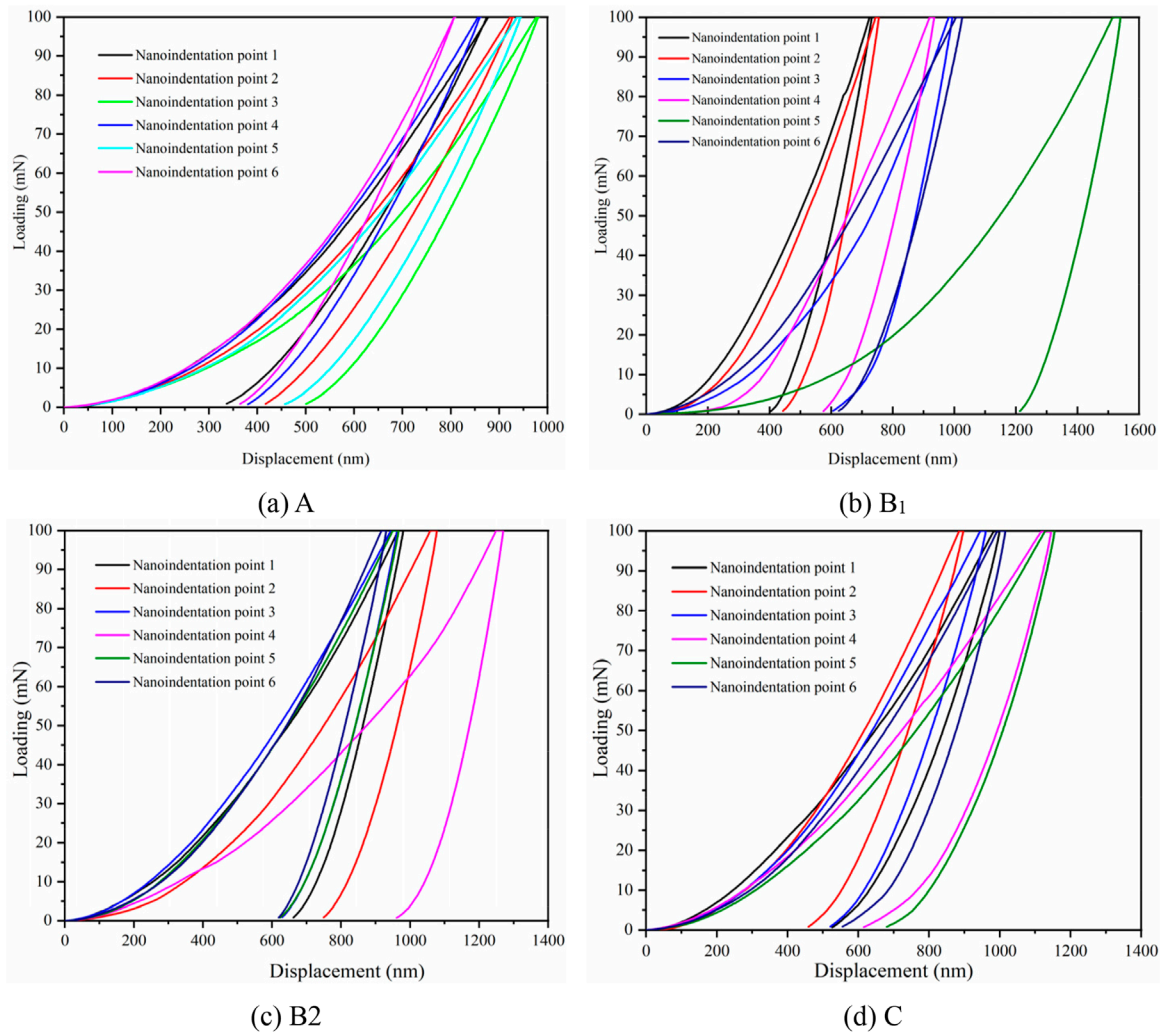 100
90
80
70
60
50
40
30
20
10
0
Loading (mN)
Nanoindentation point 1
Nanoindentation point 2
Nanoindentation point 3
Nanoindentation point 4
Nanoindentation point 5
Nanoindentation point 6
0 100 200 300 400 500 600 700 800 900 1000
Displacement (nm)
(a) A
100
90
80
70
60
50
40
30
20
10
0
Loading (mN)
Nanoindentation point 1
Nanoindentation point 2
Nanoindentation point 3
Nanoindentation point 4
Nanoindentation point 5
Nanoindentation point 6
0 200 400 600 800 1000 1200 1400 1600
Displacement (nm)
(b) B₁
100
90
80
70
60
50
40
30
20
10
0
Loading (mN)
Nanoindentation point 1
Nanoindentation point 2
Nanoindentation point 3
Nanoindentation point 4
Nanoindentation point 5
Nanoindentation point 6
0 200 400 600 800 1000 1200 1400
Displacement (nm)
(c) B2
100
90
80
70
60
50
40
30
20
10
0
Loading (mN)
Nanoindentation point 1
Nanoindentation point 2
Nanoindentation point 3
Nanoindentation point 4
Nanoindentation point 5
Nanoindentation point 6
0 200 400 600 800 1000 1200 1400
Displacement (nm)
(d) C